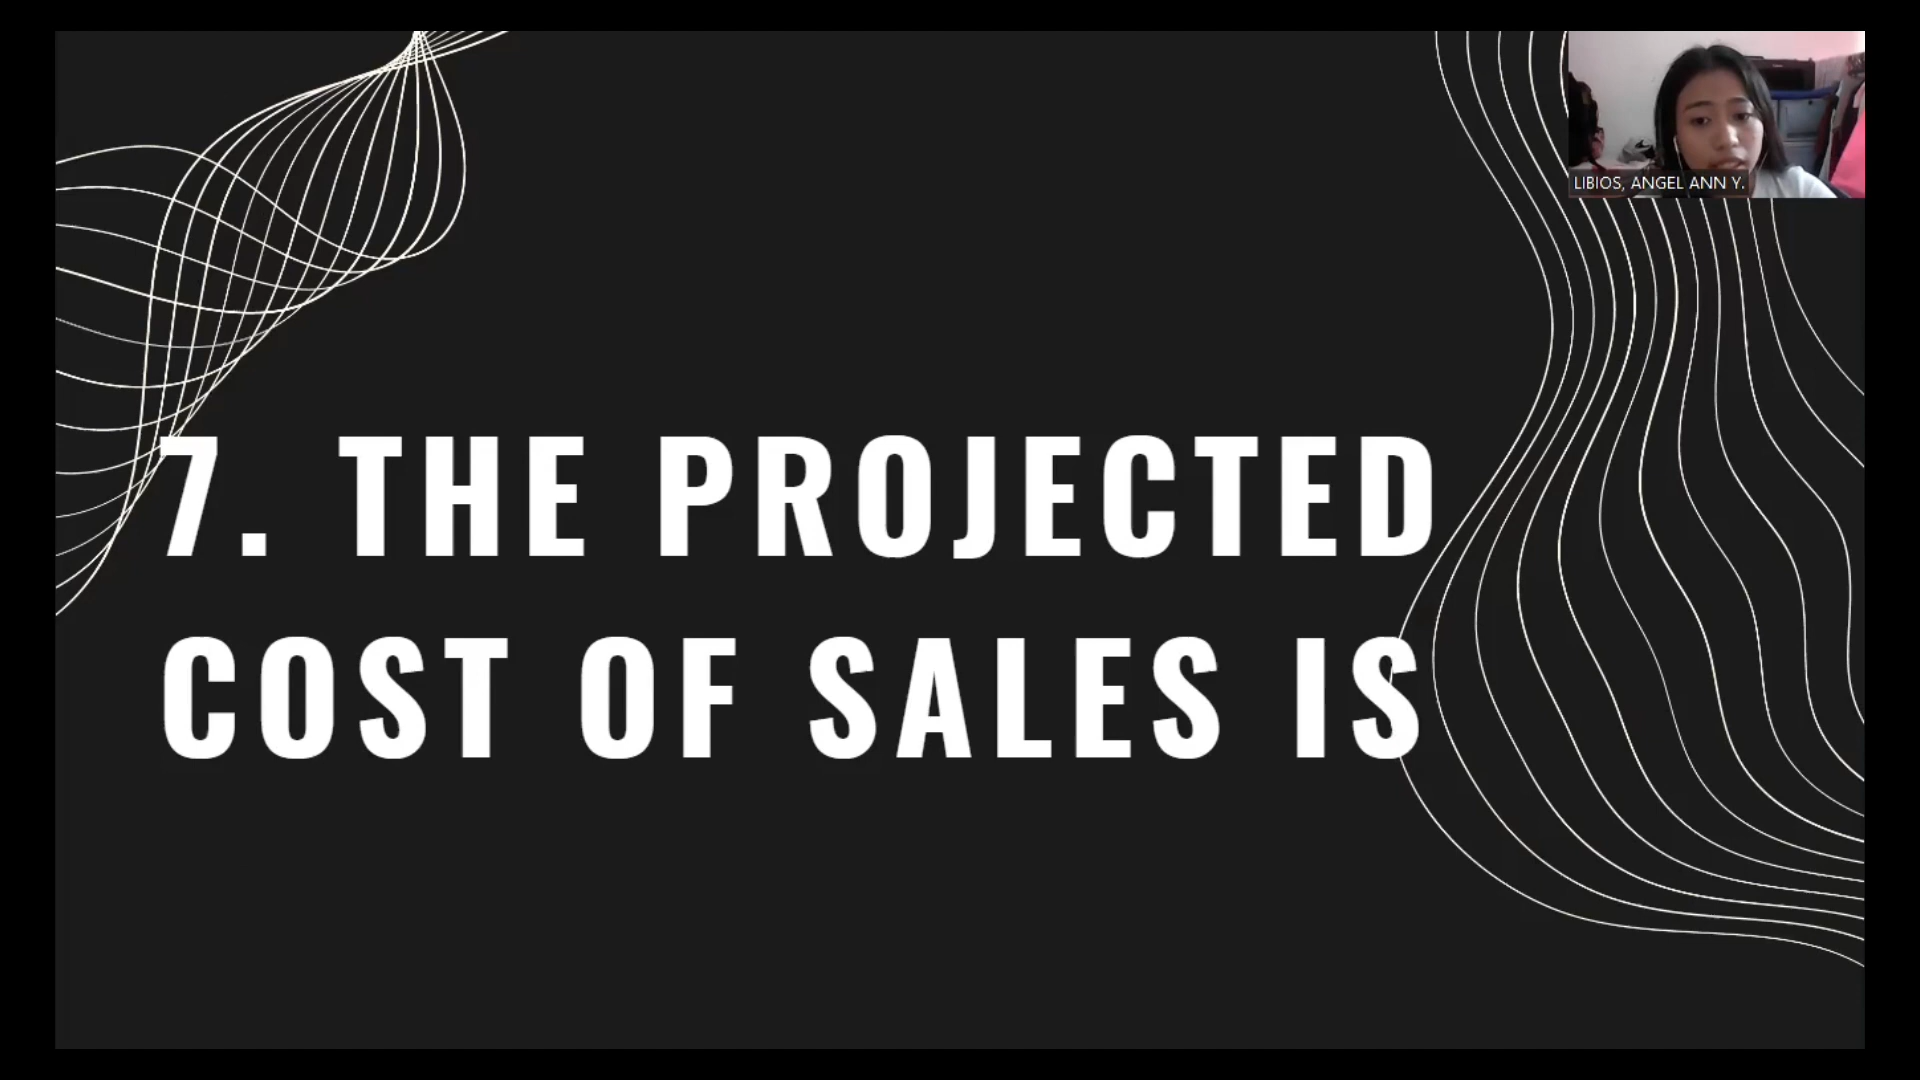 LIBIOS, ANGEL ANN Y.
7. THE PROJECTED
COST OF SALES IS